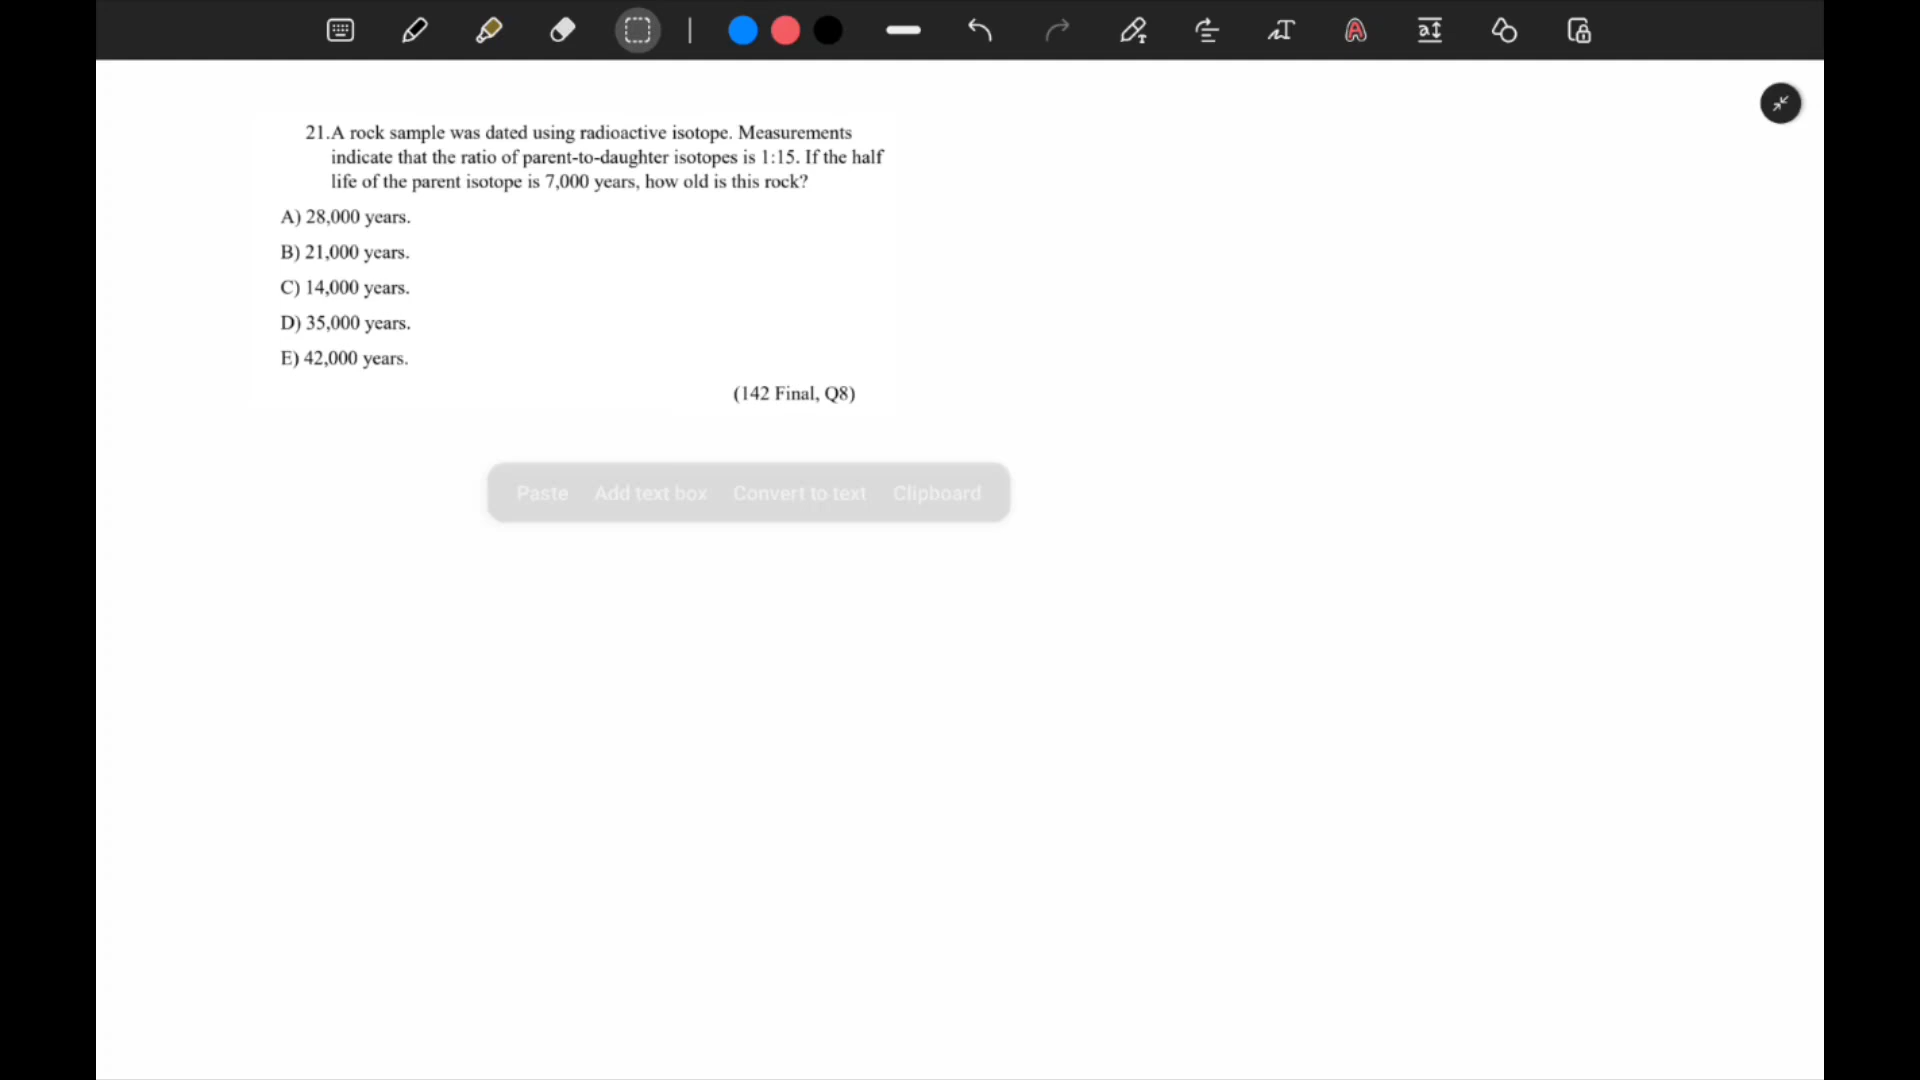 21.A rock sample was dated using radioactive isotope. Measurements
indicate that the ratio of parent-to-daughter isotopes is 1:15. If the half
life of the parent isotope is 7,000 years, how old is this rock?
A) 28,000 years.
B) 21,000 years.
C) 14,000 years.
D) 35,000 years.
E) 42,000 years.
(142 Final, Q8)
Paste Add text box Convert to text Clipboard